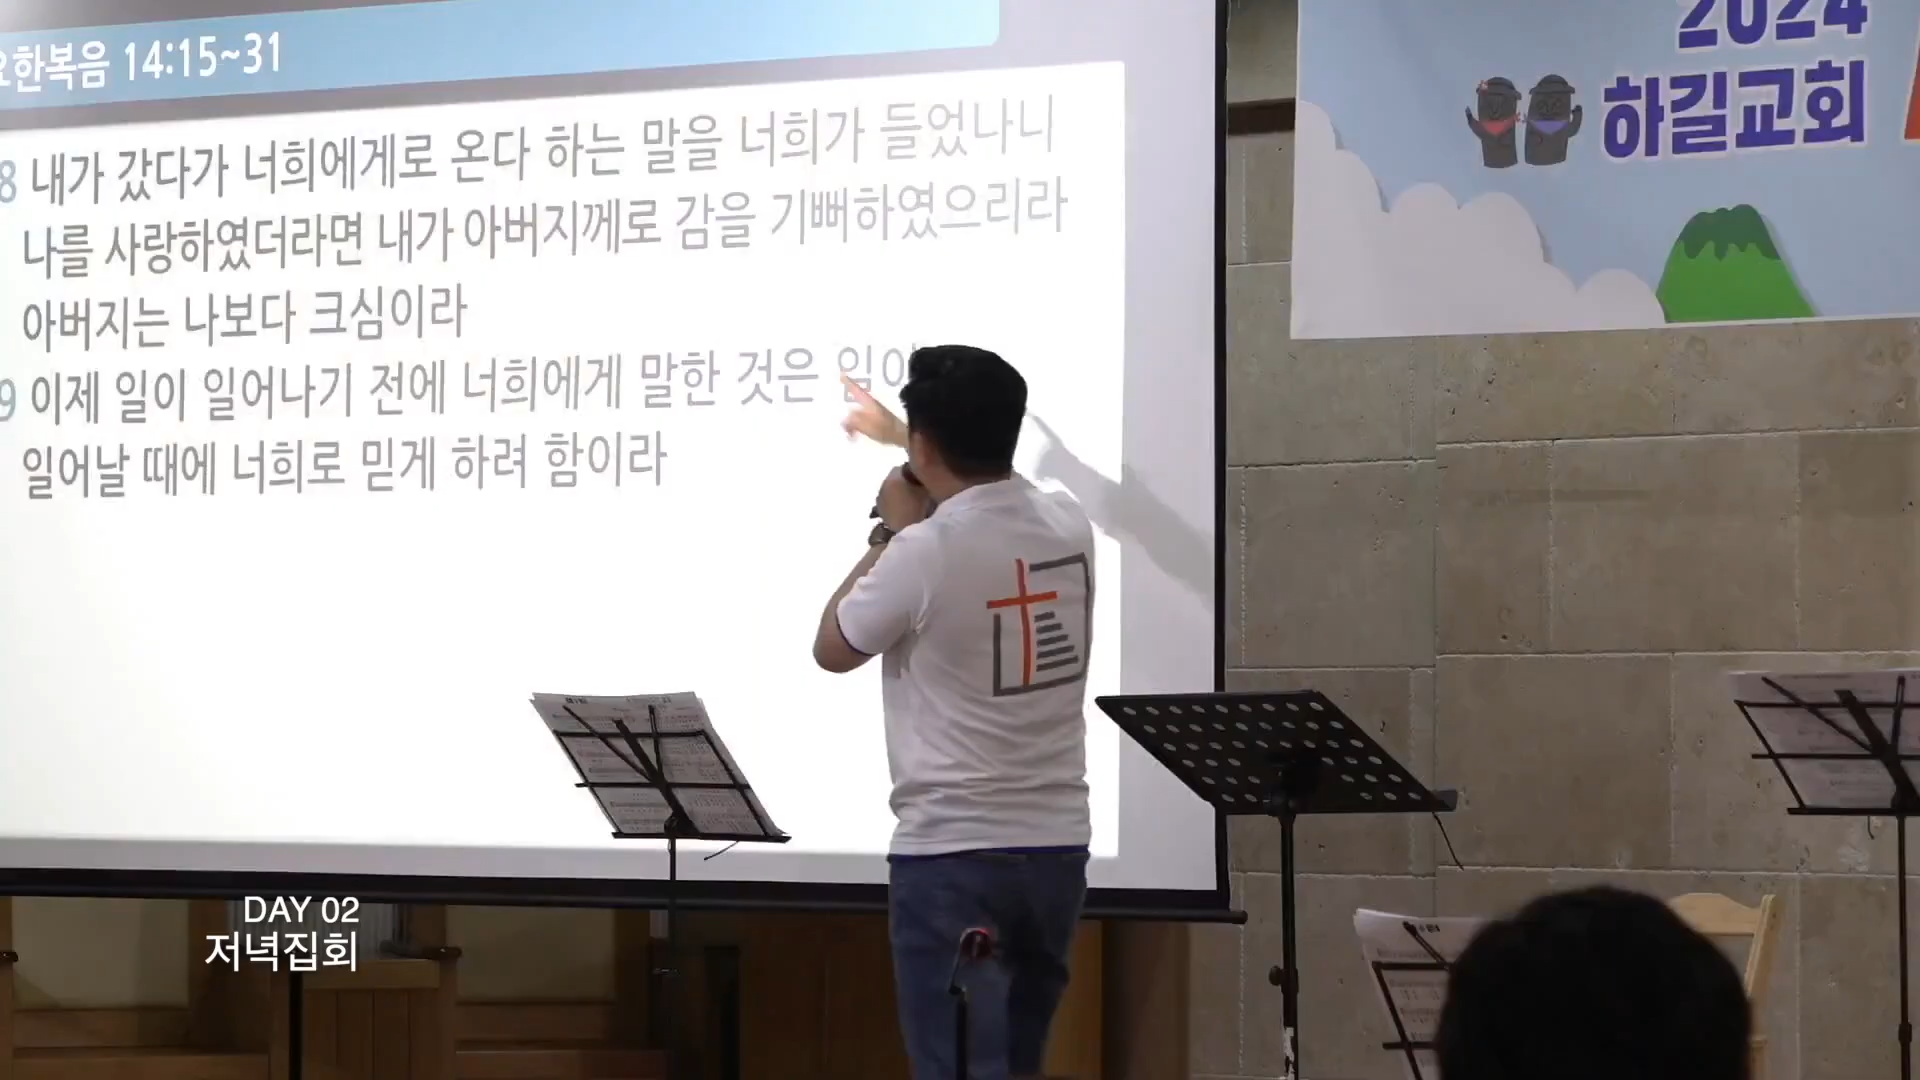 요한복음 14:15~31
8 내가 갔다가 너희에게로 온다 하는 말을 너희가 들었나니
나를 사랑하였더라면 내가 아버지께로 감을 기뻐하였으리라
아버지는 나보다 크심이라
9 이제 일이 일어나기 전에 너희에게 말한 것은 일이
일어날 때에 너희로 믿게 하려 함이라
2024
하길교회
DAY 02
저녁집회